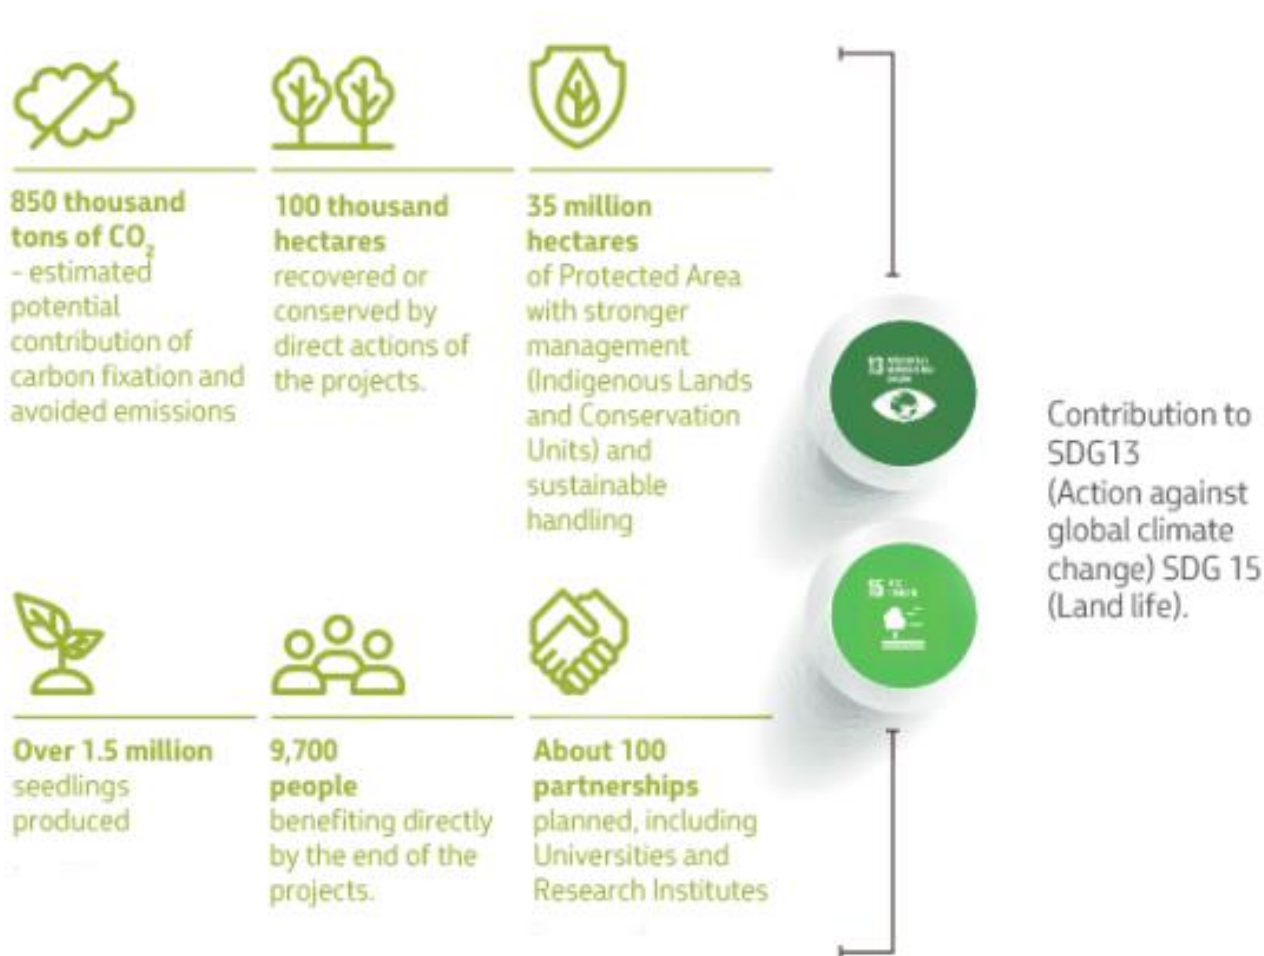 850 thousand
tons of CO₂
- estimated
potential
contribution of
carbon fixation and
avoided emissions
100 thousand
hectares
recovered or
conserved by
direct actions of
the projects.
35 million
hectares
of Protected Area
with stronger
management
(Indigenous Lands
and Conservation
Units) and
sustainable
handling
Over 1.5 million
seedlings
produced
9,700
people
benefiting directly
by the end of the
projects.
About 100
partnerships
planned, including
Universities and
Research Institutes
13
15
Contribution to
SDG13
(Action against
global climate
change) SDG 15
(Land life).